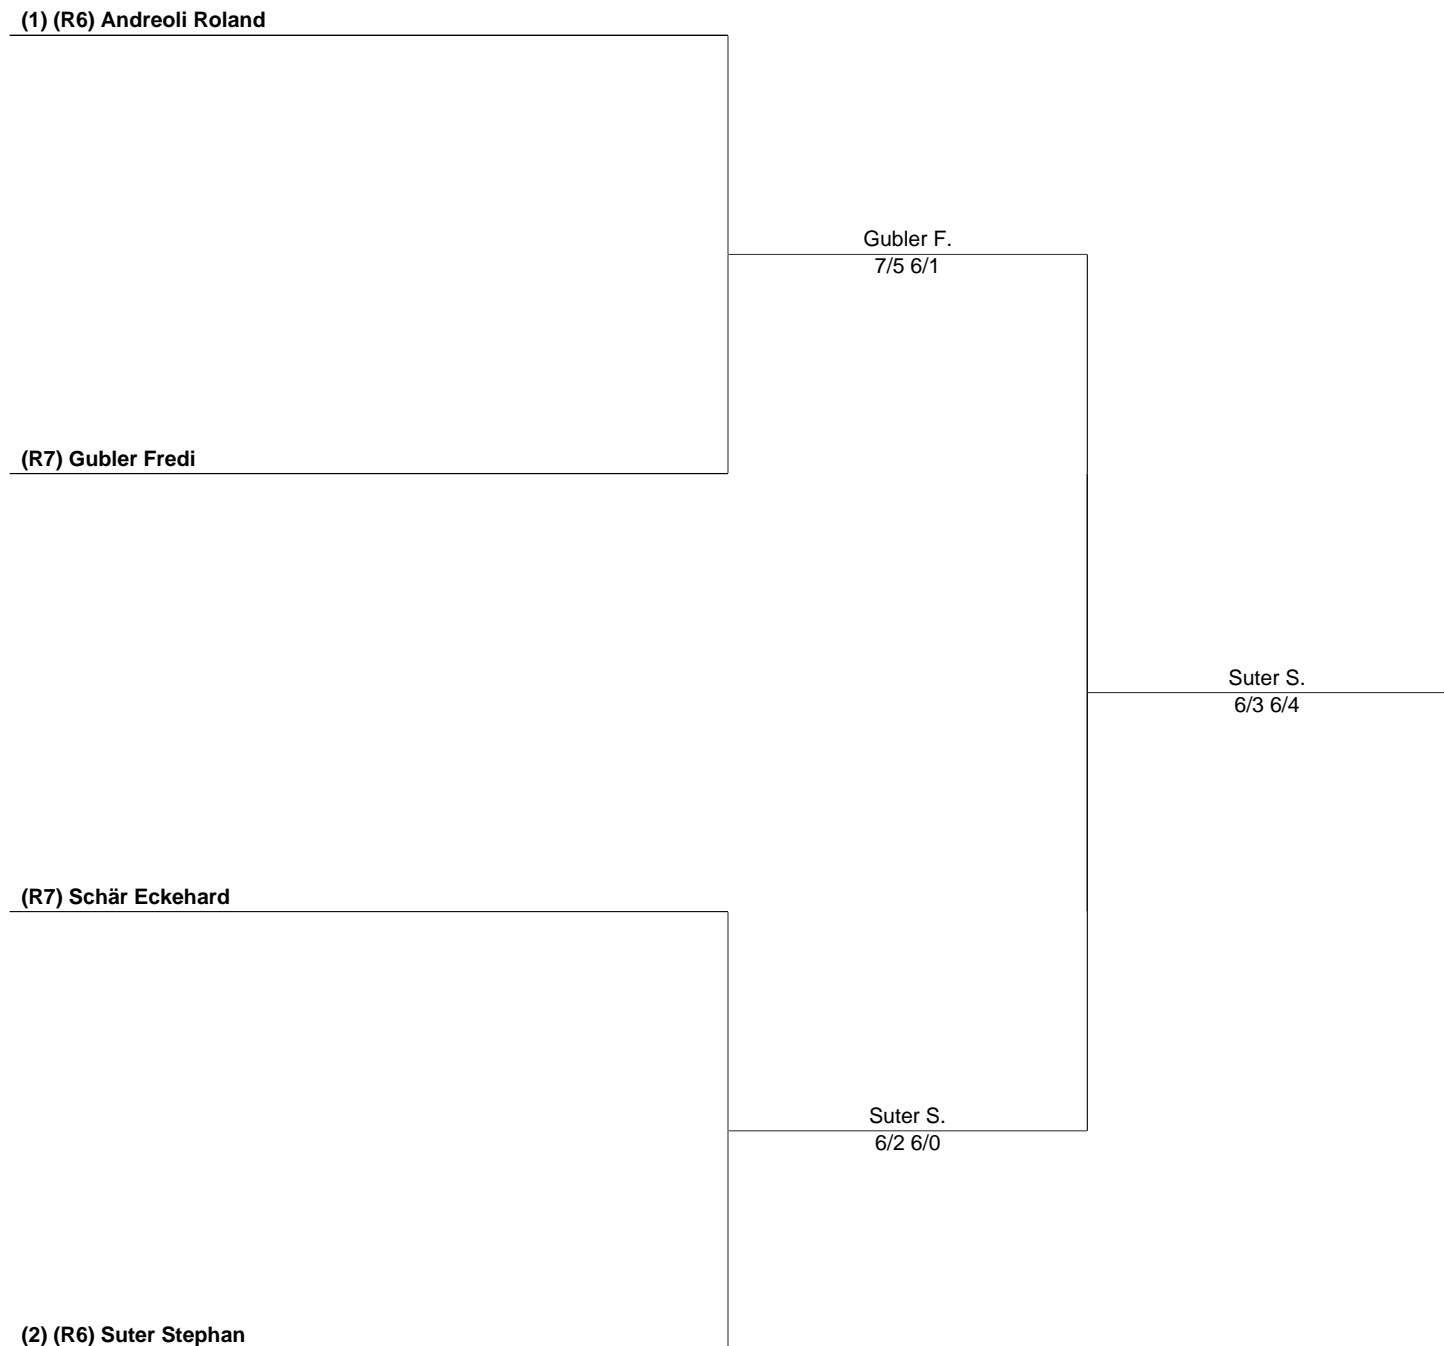 (1) (R6) Andreoli Roland
Gubler F.
7/5 6/1
(R7) Gubler Fredi
Suter S.
6/3 6/4
(R7) Schär Eckehard
Suter S.
6/2 6/0
(2) (R6) Suter Stephan